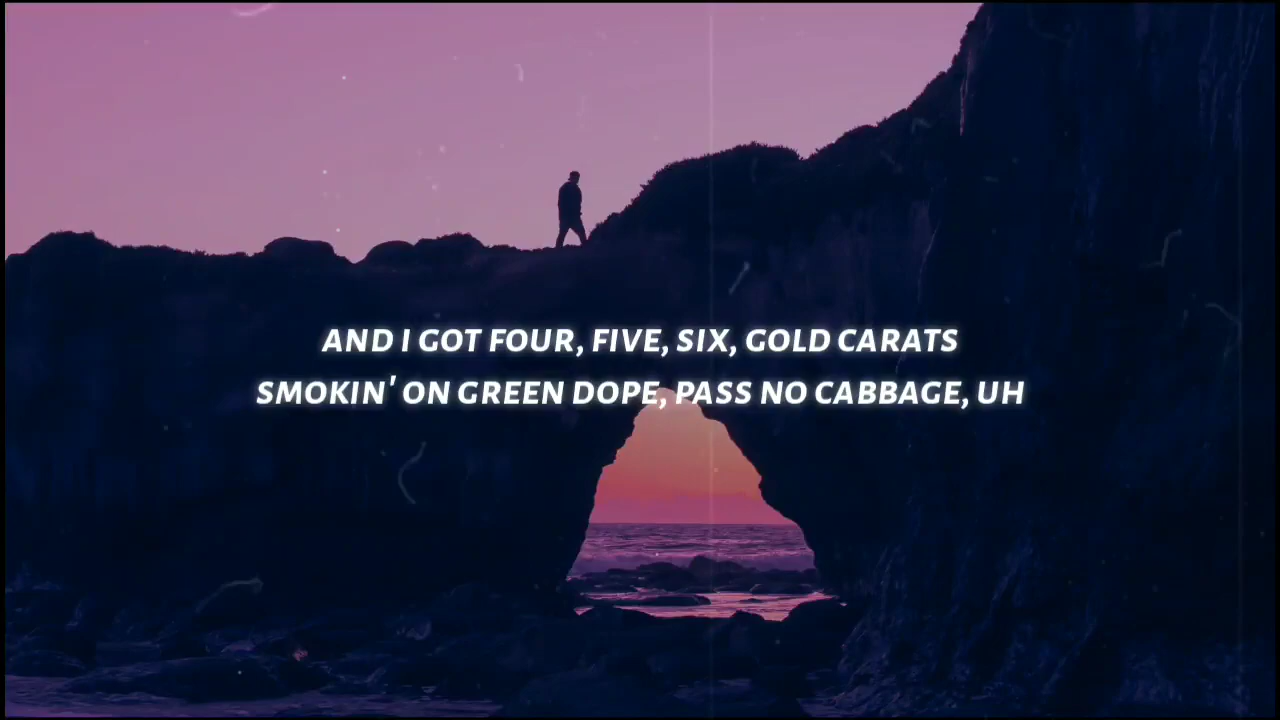 AND I GOT FOUR, FIVE, SIX, GOLD CARATS
SMOKIN' ON GREEN DOPE, PASS NO CABBAGE, UH